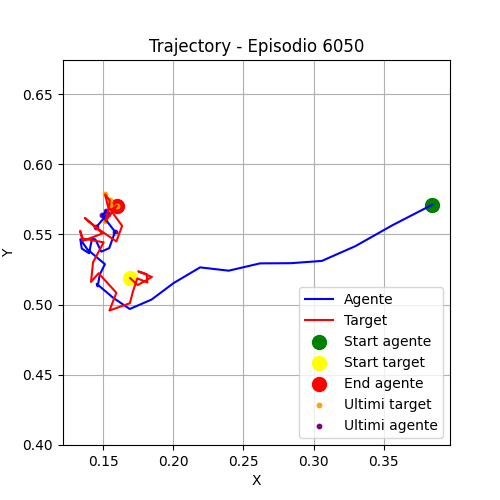 Trajectory - Episodio 6050
Y
0.65
0.60
0.55
0.50
0.45
0.40
0.15
0.20
0.25
0.30
0.35
X
Agente
Target
Start agente
Start target
End agente
Ultimi target
Ultimi agente